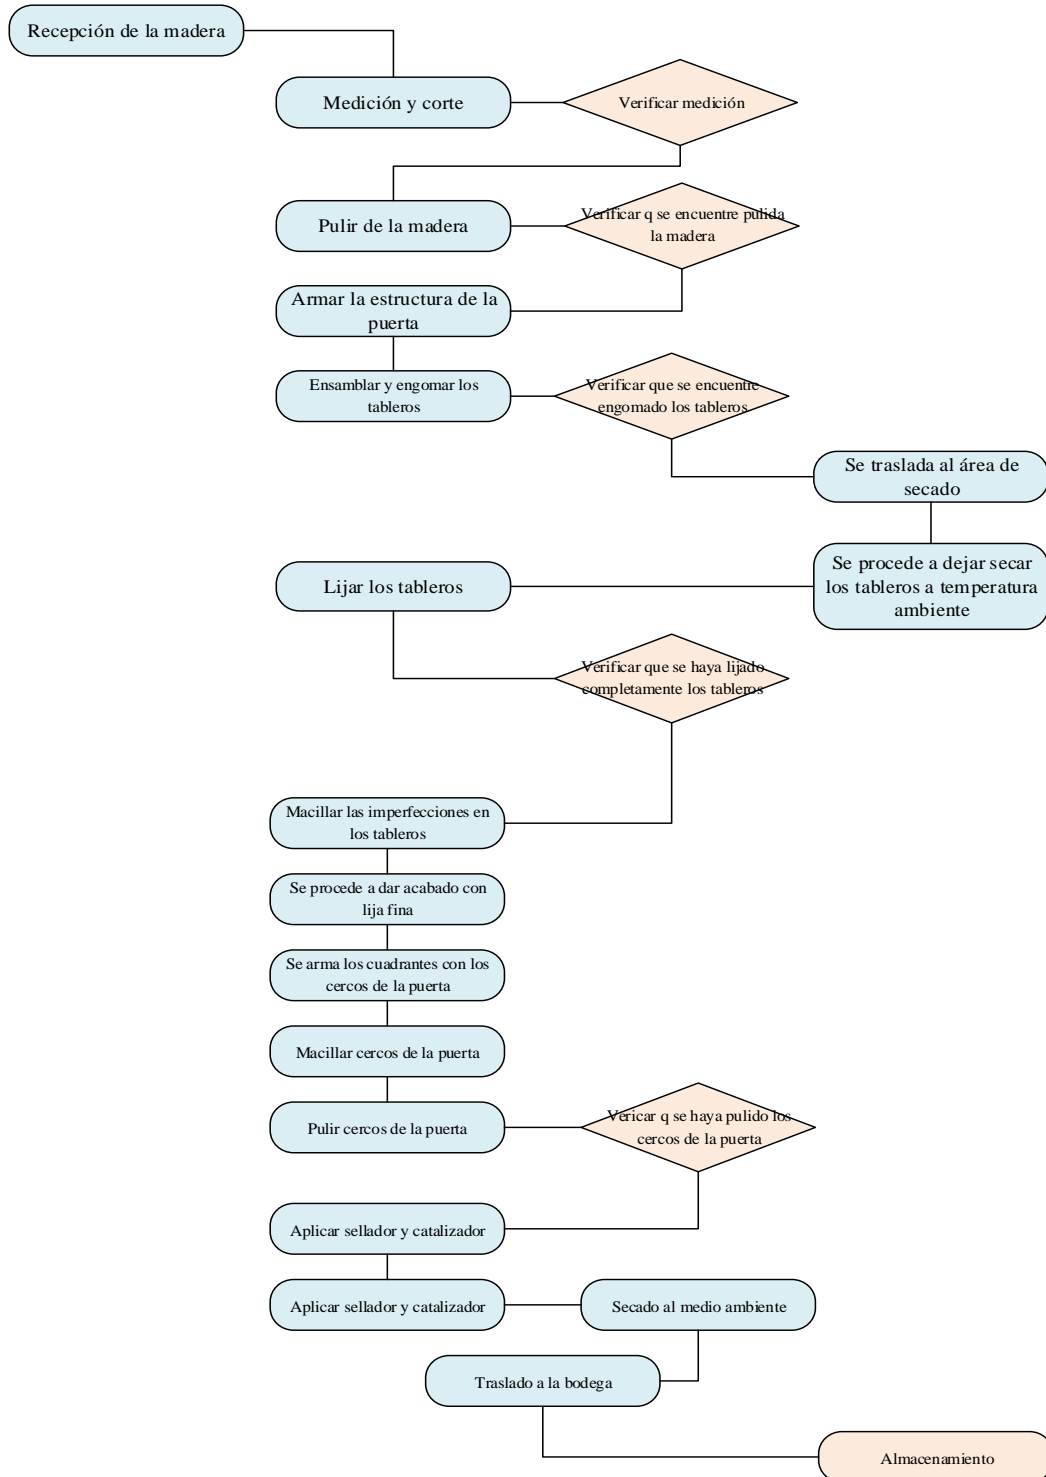 Recepción de la madera
Medición y corte
Verificar medición
Pulir de la madera
Verificar q se encuentre pulida
la madera
Armar la estructura de la
puerta
Ensamblar y engomar los
tableros
Verificar que se encuentre
engomado los tableros
Se traslada al área de
secado
Se procede a dejar secar
los tableros a temperatura
ambiente
Lijar los tableros
Verificar que se haya lijado
completamente los tableros
Macillar las imperfecciones en
los tableros
Se procede a dar acabado con
lija fina
Se arma los cuadrantes con los
cercos de la puerta
Macillar cercos de la puerta
Pulir cercos de la puerta
Vericar q se haya pulido los
cercos de la puerta
Aplicar sellador y catalizador
Aplicar sellador y catalizador
Secado al medio ambiente
Traslado a la bodega
Almacenamiento